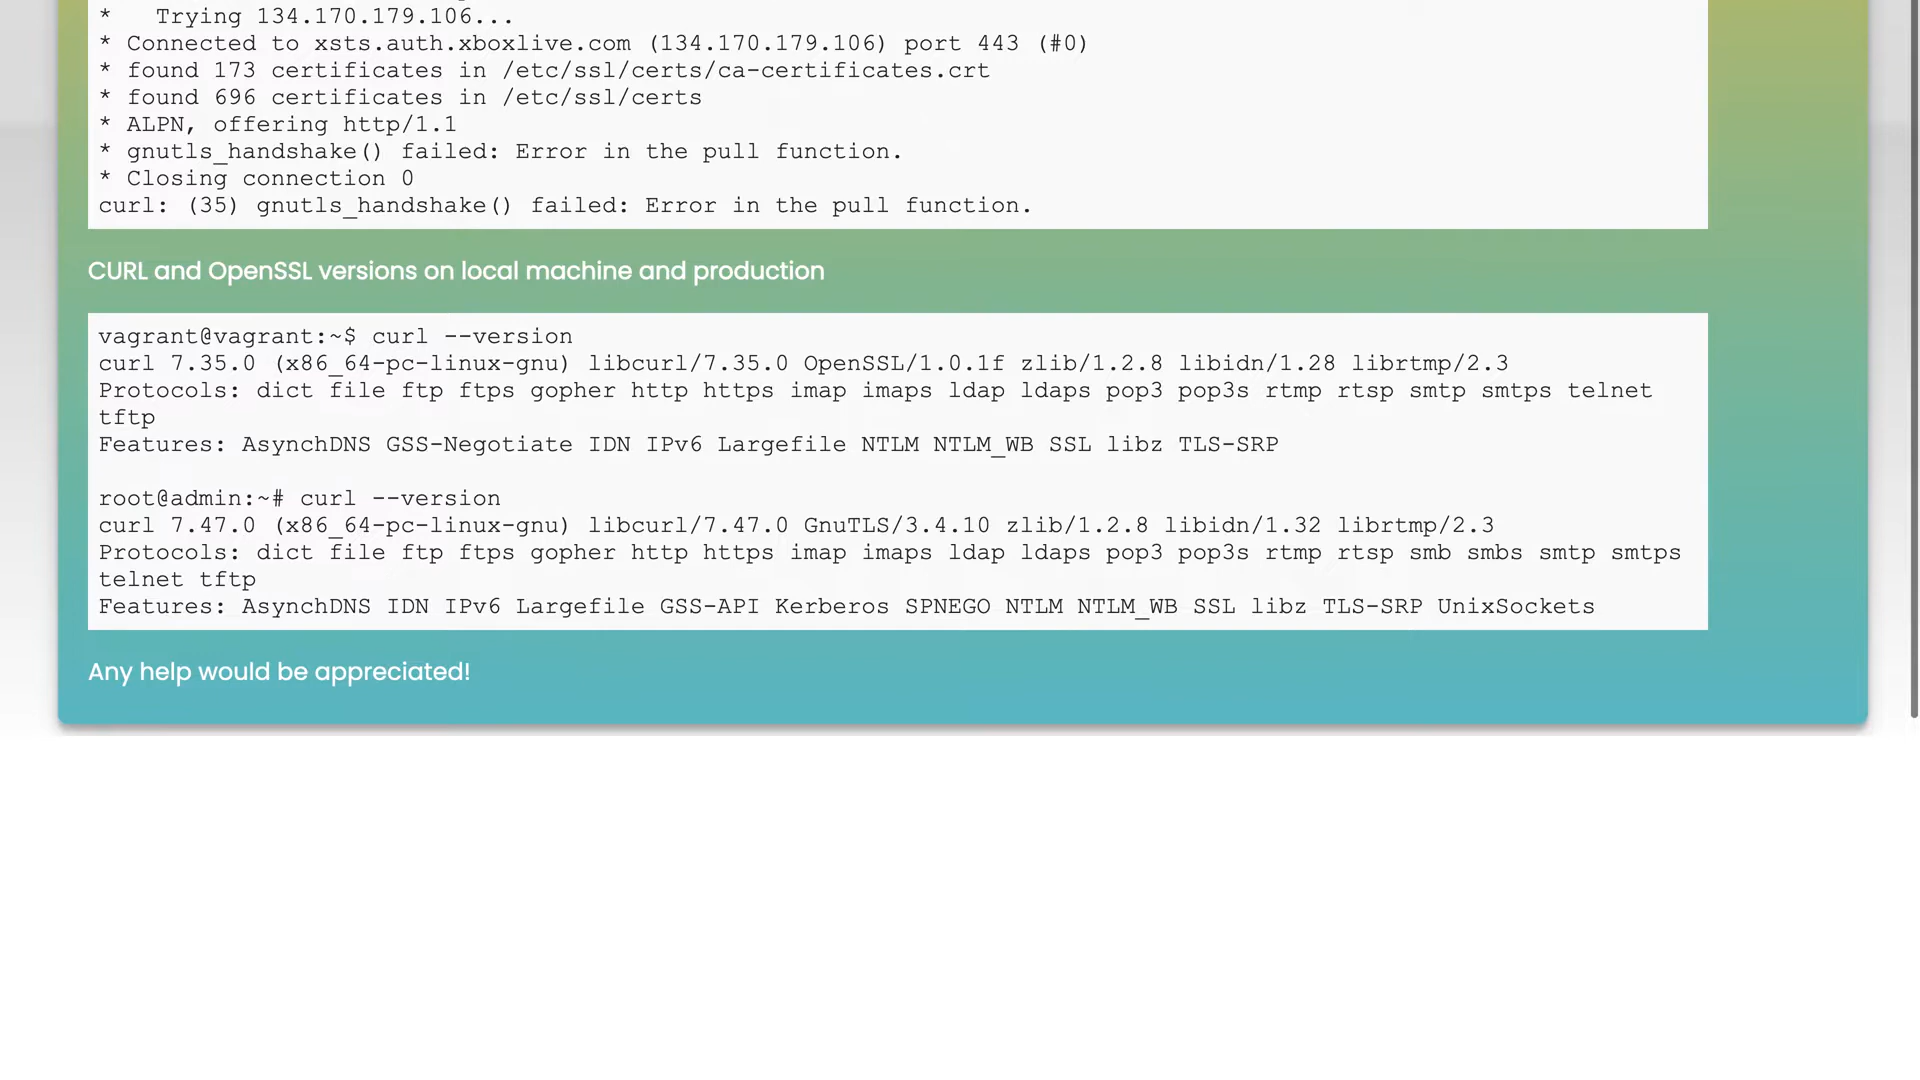 *   Trying 134.170.179.106...
* Connected to xsts.auth.xboxlive.com (134.170.179.106) port 443 (#0)
* found 173 certificates in /etc/ssl/certs/ca-certificates.crt
* found 696 certificates in /etc/ssl/certs
* ALPN, offering http/1.1
* gnutls_handshake() failed: Error in the pull function.
* Closing connection 0
curl: (35) gnutls_handshake() failed: Error in the pull function.
CURL and OpenSSL versions on local machine and production
vagrant@vagrant:~$ curl --version
curl 7.35.0 (x86_64-pc-linux-gnu) libcurl/7.35.0 OpenSSL/1.0.1f zlib/1.2.8 libidn/1.28 librtmp/2.3
Protocols: dict file ftp ftps gopher http https imap imaps ldap ldaps pop3 pop3s rtmp rtsp smtp smtps telnet
tftp
Features: AsynchDNS GSS-Negotiate IDN IPv6 Largefile NTLM NTLM_WB SSL libz TLS-SRP
root@admin:~# curl --version
curl 7.47.0 (x86_64-pc-linux-gnu) libcurl/7.47.0 GnuTLS/3.4.10 zlib/1.2.8 libidn/1.32 librtmp/2.3
Protocols: dict file ftp ftps gopher http https imap imaps ldap ldaps pop3 pop3s rtmp rtsp smb smbs smtp smtps
telnet tftp
Features: AsynchDNS IDN IPv6 Largefile GSS-API Kerberos SPNEGO NTLM NTLM_WB SSL libz TLS-SRP UnixSockets
Any help would be appreciated!